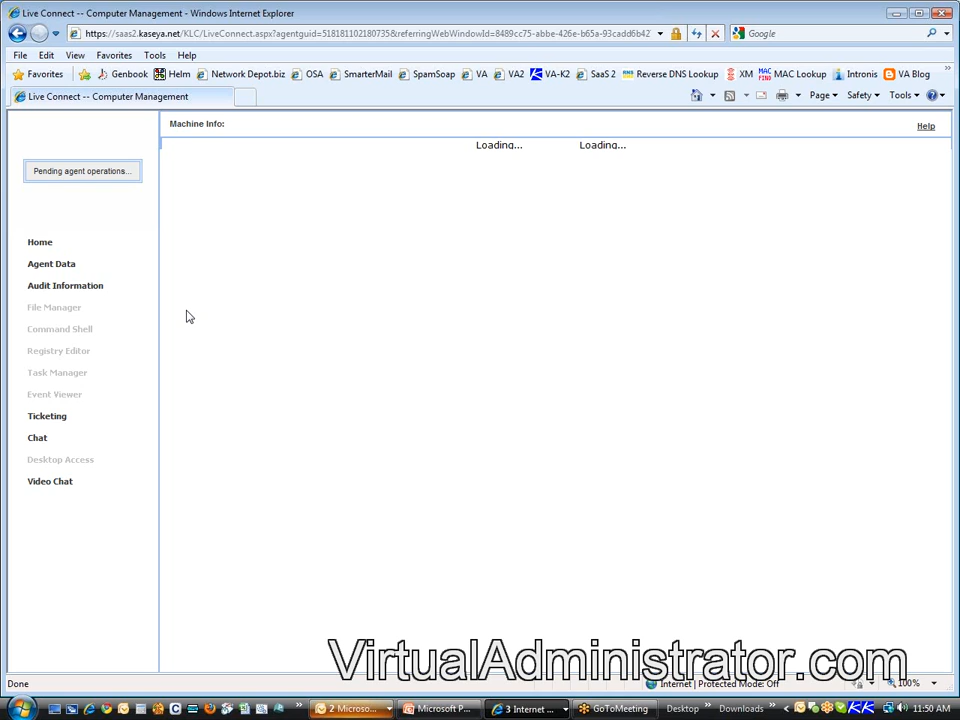 Live Connect -- Computer Management - Windows Internet Explorer
https://saas2.kaseya.net/KLC/LiveConnect.aspx?agentguid=518181102180735&referringWebWindowId=8489cc75-abbe-426e-b65a-93cadd6b427
Google
File Edit View Favorites Tools Help
Favorites Genbook Helm Network Depot.biz OSA SmarterMail SpamSoap VA VA2 VA-K2 SaaS 2 Reverse DNS Lookup XM MAC Lookup Intronis VA Blog
Live Connect -- Computer Management
Page Safety Tools
Machine Info:
Help
Loading... Loading...
Pending agent operations...
Home
Agent Data
Audit Information
File Manager
Command Shell
Registry Editor
Task Manager
Event Viewer
Ticketing
Chat
Desktop Access
Video Chat
VirtualAdministrator.com
Done
Internet | Protected Mode: Off
100%
2 Microso...
Microsoft P...
3 Internet ...
GoToMeeting
Desktop
Downloads
11:50 AM